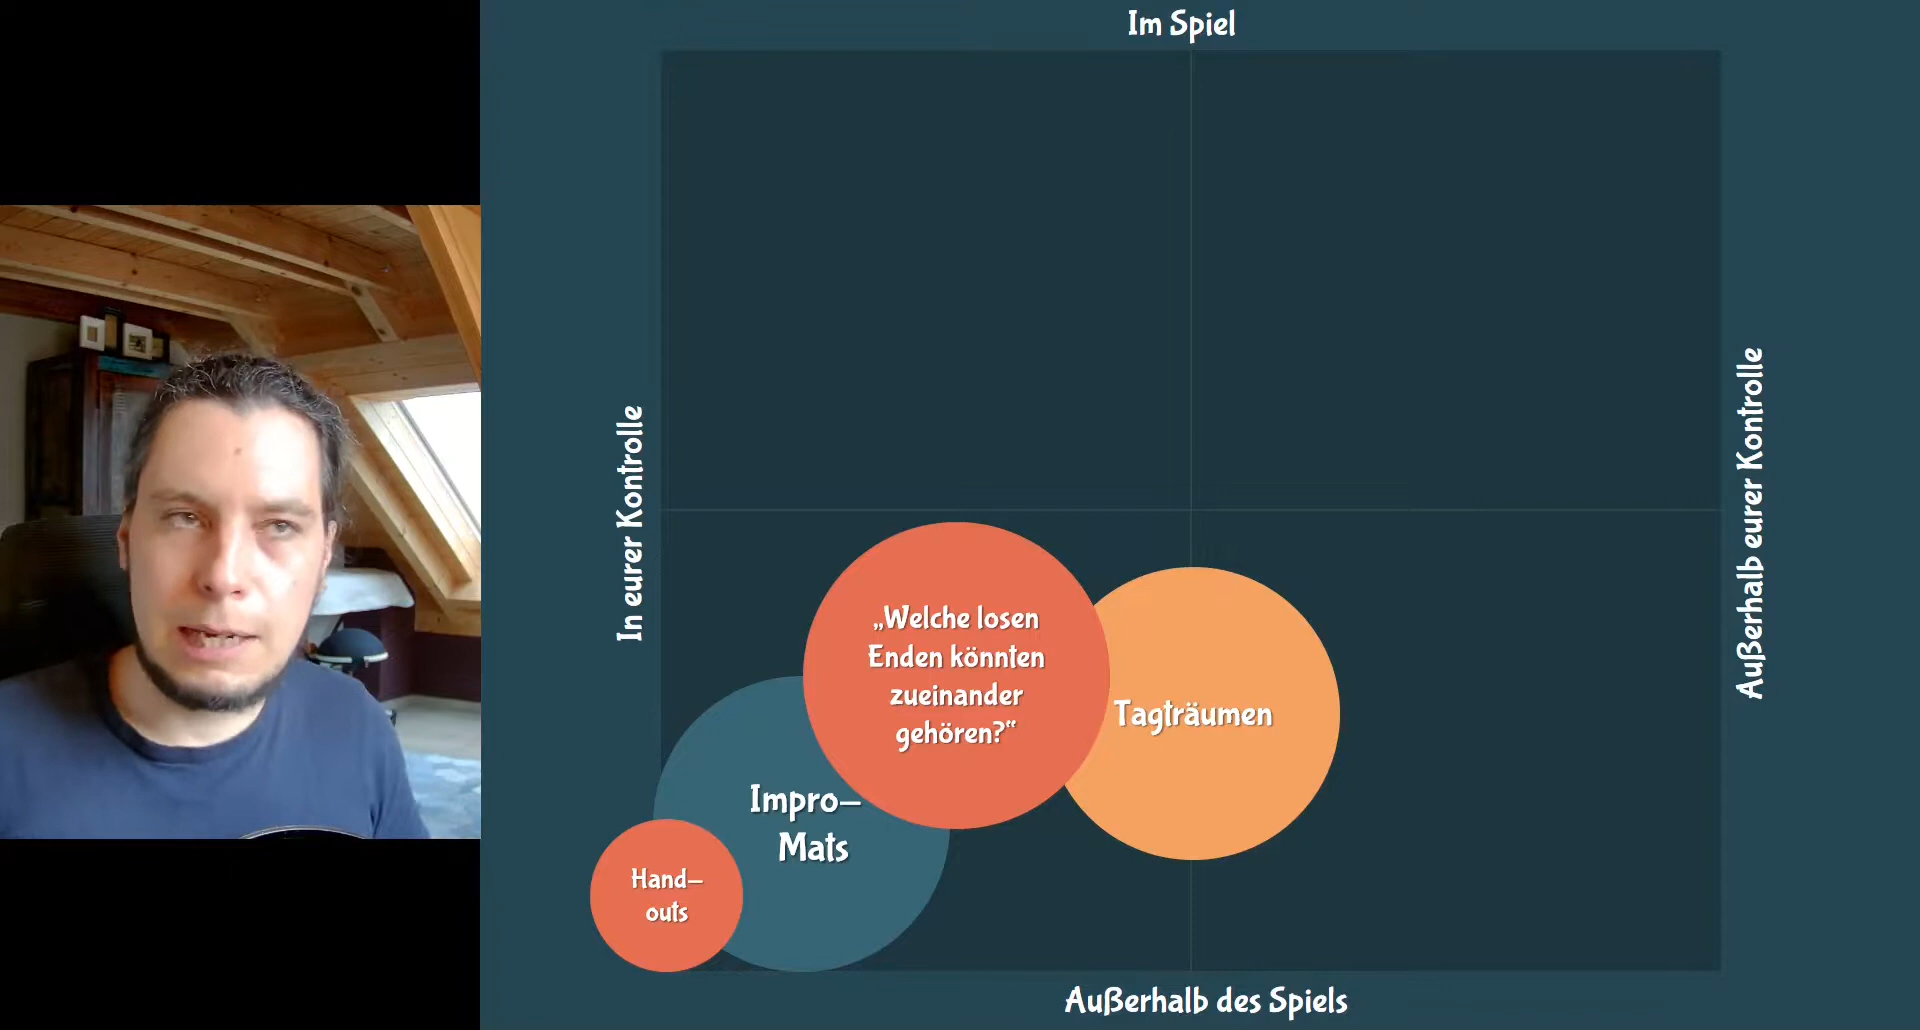 Im Spiel
In eurer Kontrolle
Außerhalb eurer Kontrolle
„Welche losen
Enden könnten
zueinander
gehören?“
Tagträumen
Impro-
Mats
Hand-
outs
Außerhalb des Spiels